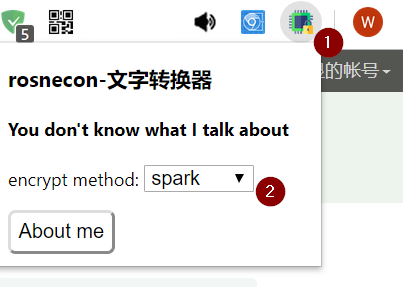 5
W
1
的帐号
rosnecon-文字转换器
You don't know what I talk about
encrypt method: spark
2
About me